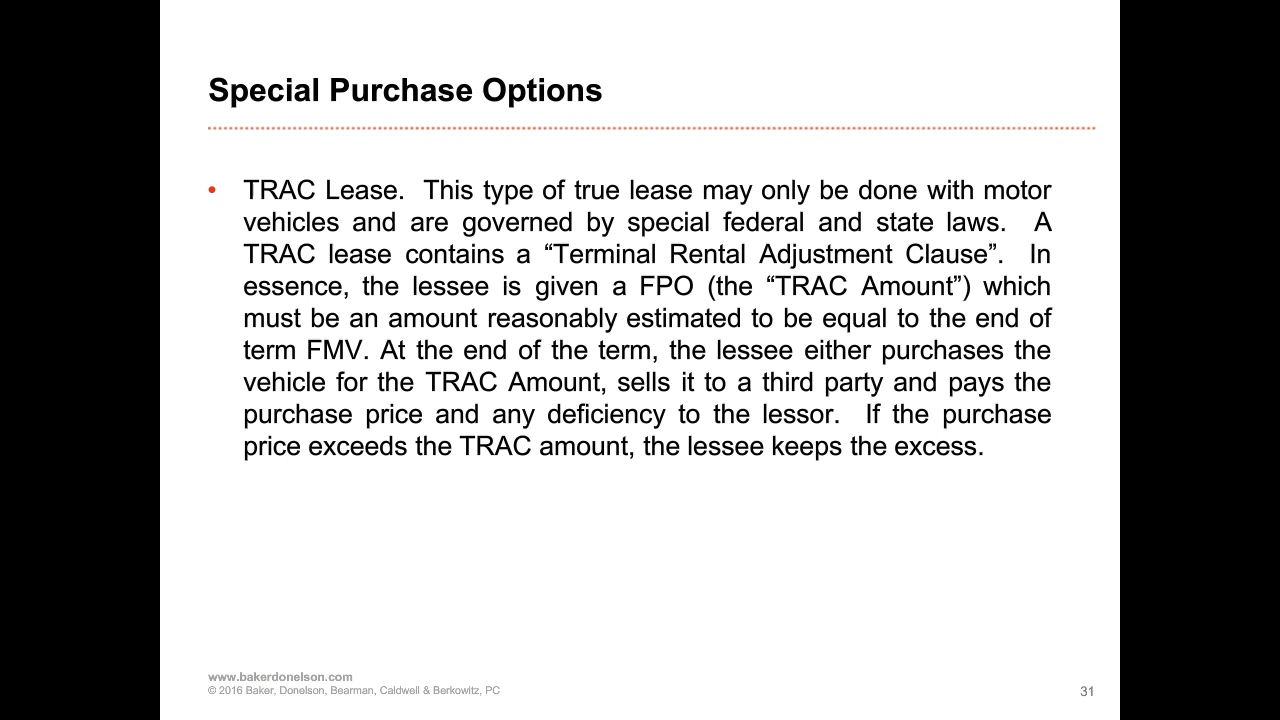 Special Purchase Options
• TRAC Lease.  This type of true lease may only be done with motor
vehicles and are governed by special federal and state laws.  A
TRAC lease contains a “Terminal Rental Adjustment Clause”.  In
essence, the lessee is given a FPO (the “TRAC Amount”) which
must be an amount reasonably estimated to be equal to the end of
term FMV. At the end of the term, the lessee either purchases the
vehicle for the TRAC Amount, sells it to a third party and pays the
purchase price and any deficiency to the lessor.  If the purchase
price exceeds the TRAC amount, the lessee keeps the excess.
www.bakerdonelson.com
© 2016 Baker, Donelson, Bearman, Caldwell & Berkowitz, PC
31